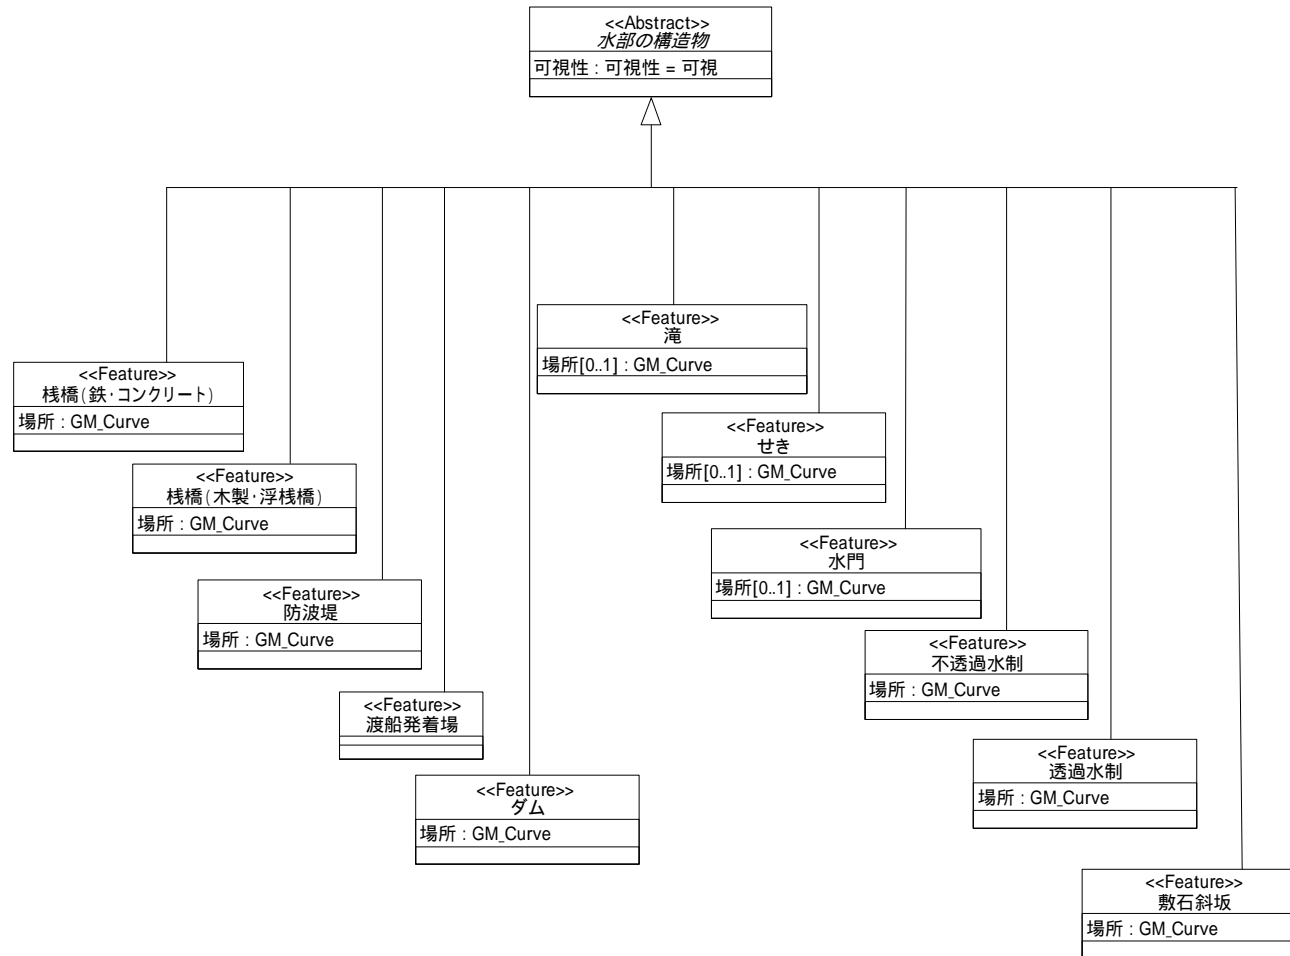 <<Abstract>>
水部の構造物
可視性 : 可視性 = 可視
<<Feature>>
滝
場所[0..1] : GM_Curve
<<Feature>>
桟橋(鉄・コンクリート)
場所 : GM_Curve
<<Feature>>
せき
場所[0..1] : GM_Curve
<<Feature>>
桟橋(木製・浮桟橋)
場所 : GM_Curve
<<Feature>>
水門
場所[0..1] : GM_Curve
<<Feature>>
防波堤
場所 : GM_Curve
<<Feature>>
不透過水制
場所 : GM_Curve
<<Feature>>
渡船発着場
<<Feature>>
透過水制
場所 : GM_Curve
<<Feature>>
ダム
場所 : GM_Curve
<<Feature>>
敷石斜坂
場所 : GM_Curve